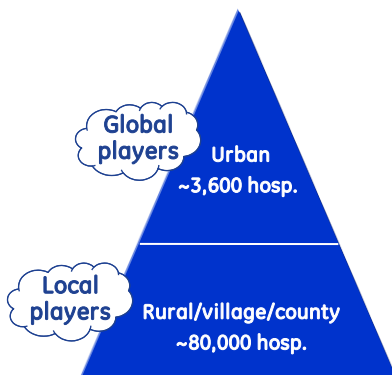 Global
players
Urban
~3,600 hosp.
Local
players
Rural/village/county
~80,000 hosp.